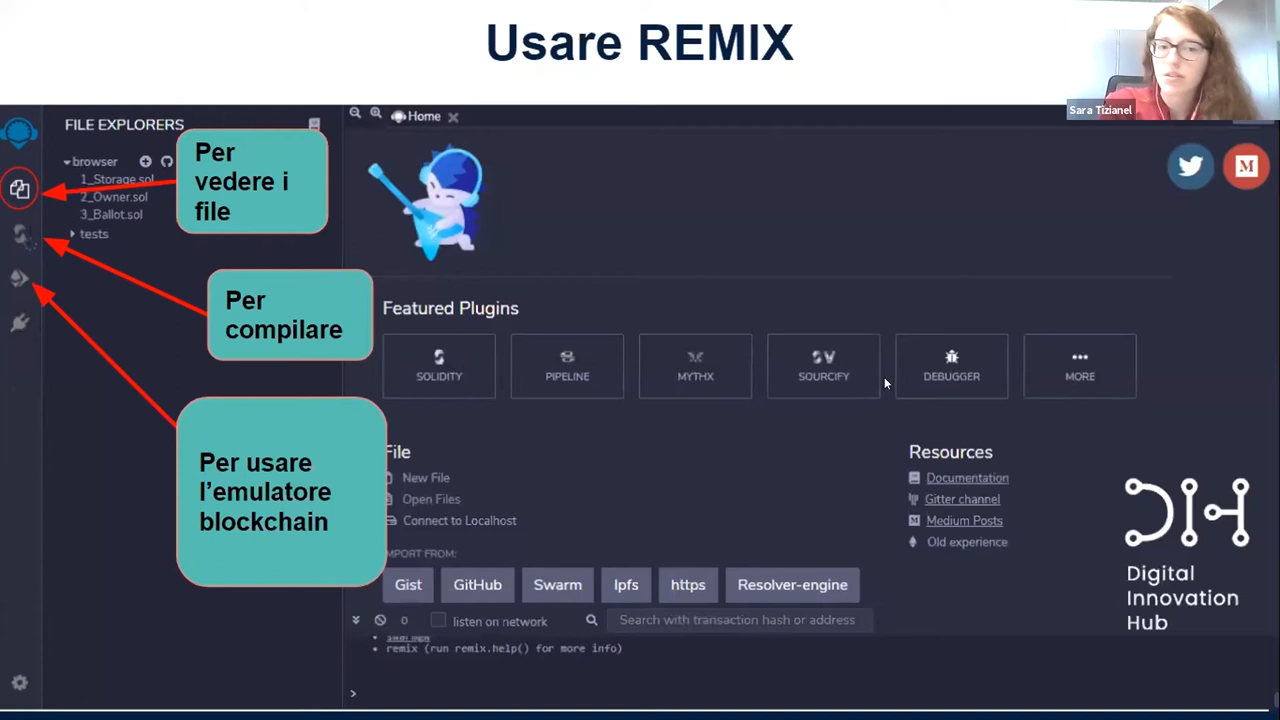 Usare REMIX
Sara Tizianel
FILE EXPLORERS
Home
browser
1_Storage.sol
2_Owner.sol
3_Ballot.sol
tests
Per
vedere i
file
Per
compilare
Per usare
l’emulatore
blockchain
Featured Plugins
SOLIDITY
PIPELINE
MYTHX
SOURCIFY
DEBUGGER
MORE
File
New File
Open Files
Connect to Localhost
MPORT FROM:
Gist
GitHub
Swarm
Ipfs
https
Resolver-engine
Resources
Documentation
Gitter channel
Medium Posts
Old experience
Digital
Innovation
Hub
0
listen on network
Search with transaction hash or address
remix (run remix.help() for more info)
>